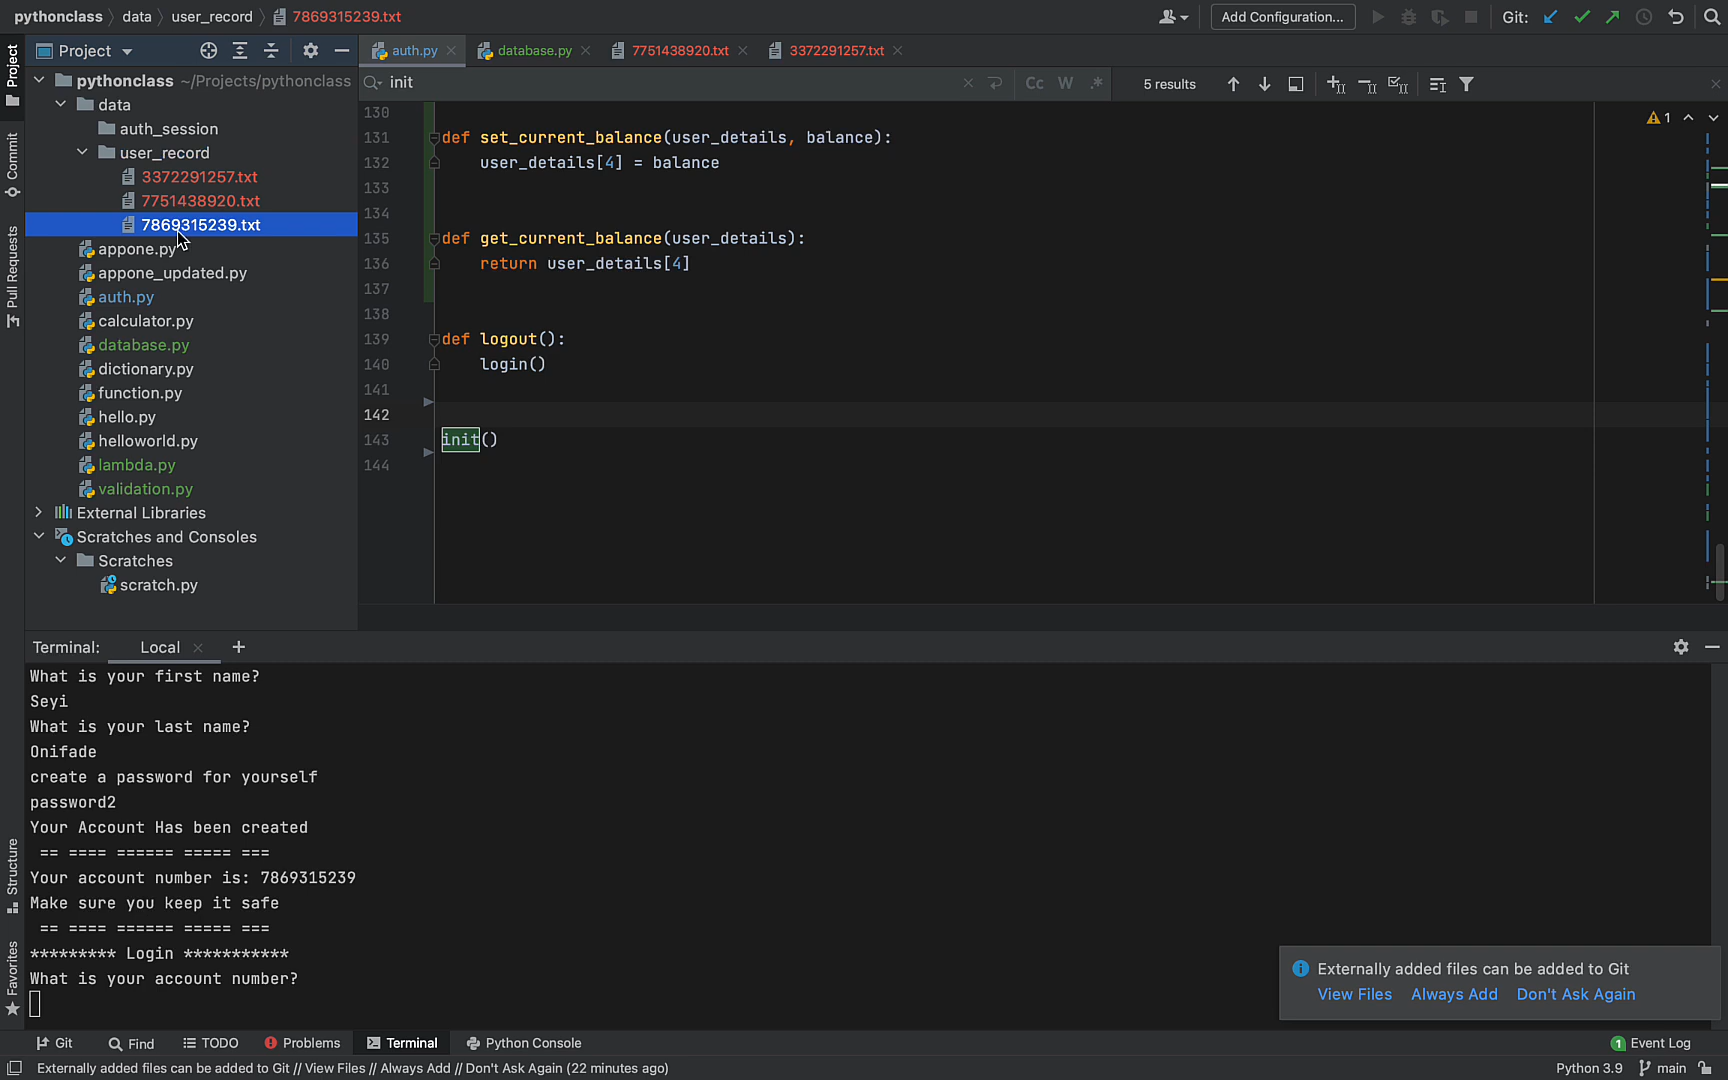 pythonclass data user_record 7869315239.txt
Add Configuration... Git:
Project
auth.py database.py 7751438920.txt 3372291257.txt
init Cc W .* 5 results
pythonclass ~/Projects/pythonclass
data
auth_session
user_record
3372291257.txt
7751438920.txt
7869315239.txt
appone.py
appone_updated.py
auth.py
calculator.py
database.py
dictionary.py
function.py
hello.py
helloworld.py
lambda.py
validation.py
External Libraries
Scratches and Consoles
Scratches
scratch.py
Project
Commit
Pull Requests
Structure
Favorites
130
131 def set_current_balance(user_details, balance):
132 user_details[4] = balance
133
134
135 def get_current_balance(user_details):
136 return user_details[4]
137
138
139 def logout():
140 login()
141
142
143 init()
144
1
Terminal: Local +
What is your first name?
Seyi
What is your last name?
Onifade
create a password for yourself
password2
Your Account Has been created
== ==== ====== ===== ===
Your account number is: 7869315239
Make sure you keep it safe
== ==== ====== ===== ===
********* Login ***********
What is your account number?
Externally added files can be added to Git
View Files Always Add Don't Ask Again
Git Find TODO Problems Terminal Python Console 1 Event Log
Externally added files can be added to Git // View Files // Always Add // Don't Ask Again (22 minutes ago) Python 3.9 main